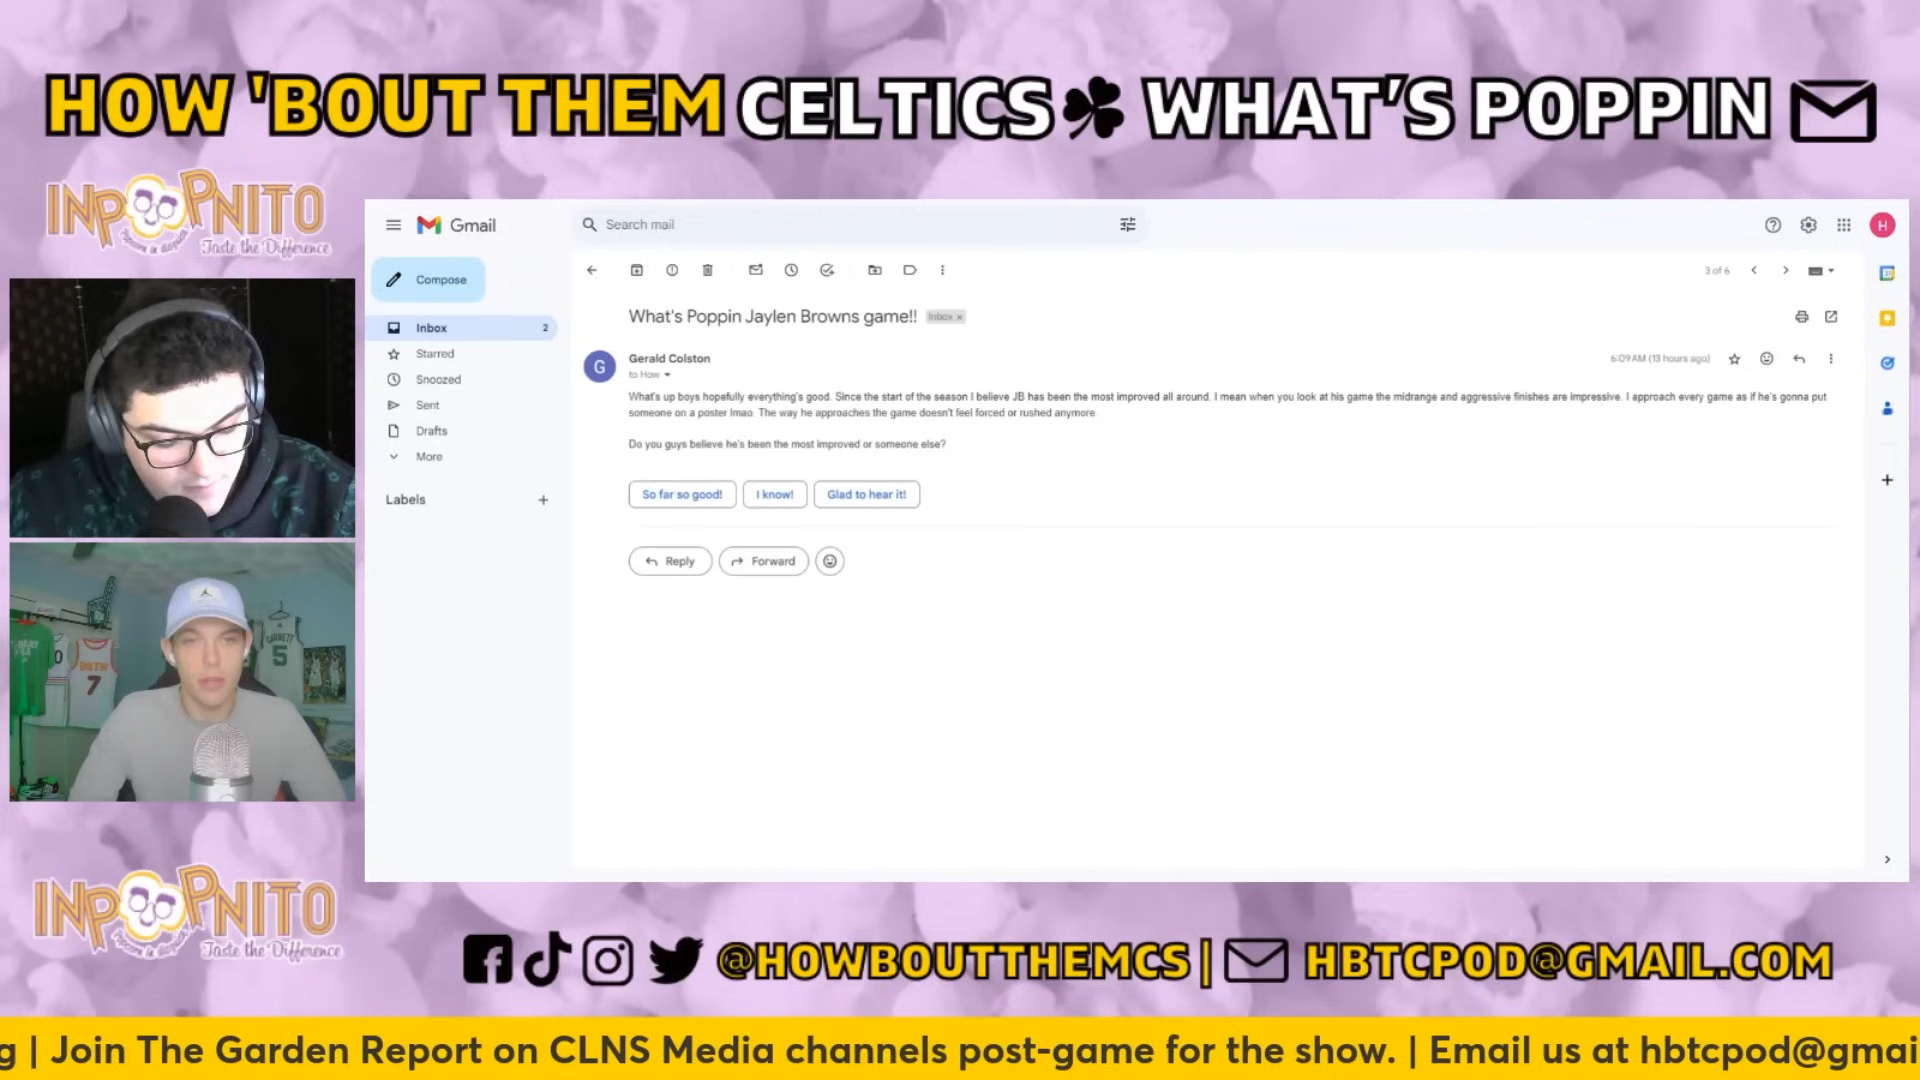 HOW 'BOUT THEM CELTICS WHAT'S POPPIN
INPOPNITO
Taste the Difference
Gmail
Search mail
H
Compose
3 of 6
Inbox 2
What's Poppin Jaylen Browns game!! Inbox x
Starred
Gerald Colston
6:09 AM (13 hours ago)
G
to How
Snoozed
What's up boys hopefully everything's good. Since the start of the season I believe JB has been the most improved all around. I mean when you look at his game the midrange and aggressive finishes are impressive. I approach every game as if he's gonna put
Sent
someone on a poster lmao. The way he approaches the game doesn't feel forced or rushed anymore.
Drafts
Do you guys believe he's been the most improved or someone else?
More
Labels
So far so good! I know! Glad to hear it!
Reply Forward
GARNETT
5
0
7
INPOPNITO
Taste the Difference
@HOWBOUTTHEMCS | HBTCPOD@GMAIL.COM
g | Join The Garden Report on CLNS Media channels post-game for the show. | Email us at hbtcpod@gmai